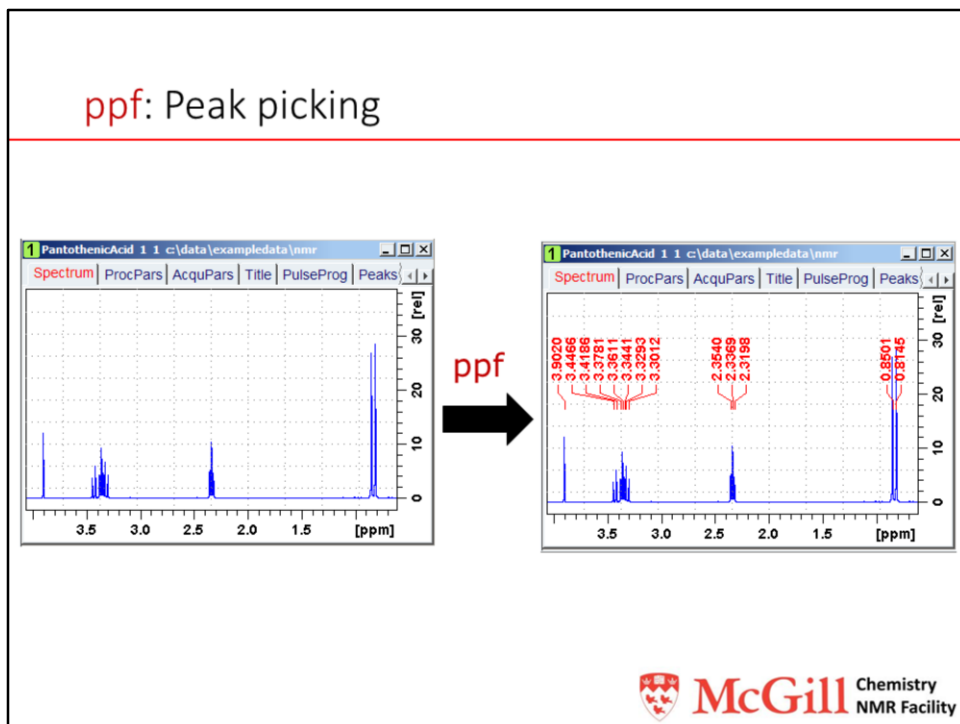 ppf: Peak picking
1 PantothenicAcid 1 1 c:\data\exampledata\nmr
Spectrum ProcPars AcquPars Title PulseProg Peaks
[rel]
30
20
10
0
3.5 3.0 2.5 2.0 1.5 [ppm]
ppf
1 PantothenicAcid 1 1 c:\data\exampledata\nmr
Spectrum ProcPars AcquPars Title PulseProg Peaks
3.9020
3.4466
3.4186
3.3781
3.3611
3.3441
3.3293
3.3012
2.3540
2.3369
2.3198
0.8501
0.8145
[rel]
30
20
10
0
3.5 3.0 2.5 2.0 1.5 [ppm]
McGill Chemistry
NMR Facility